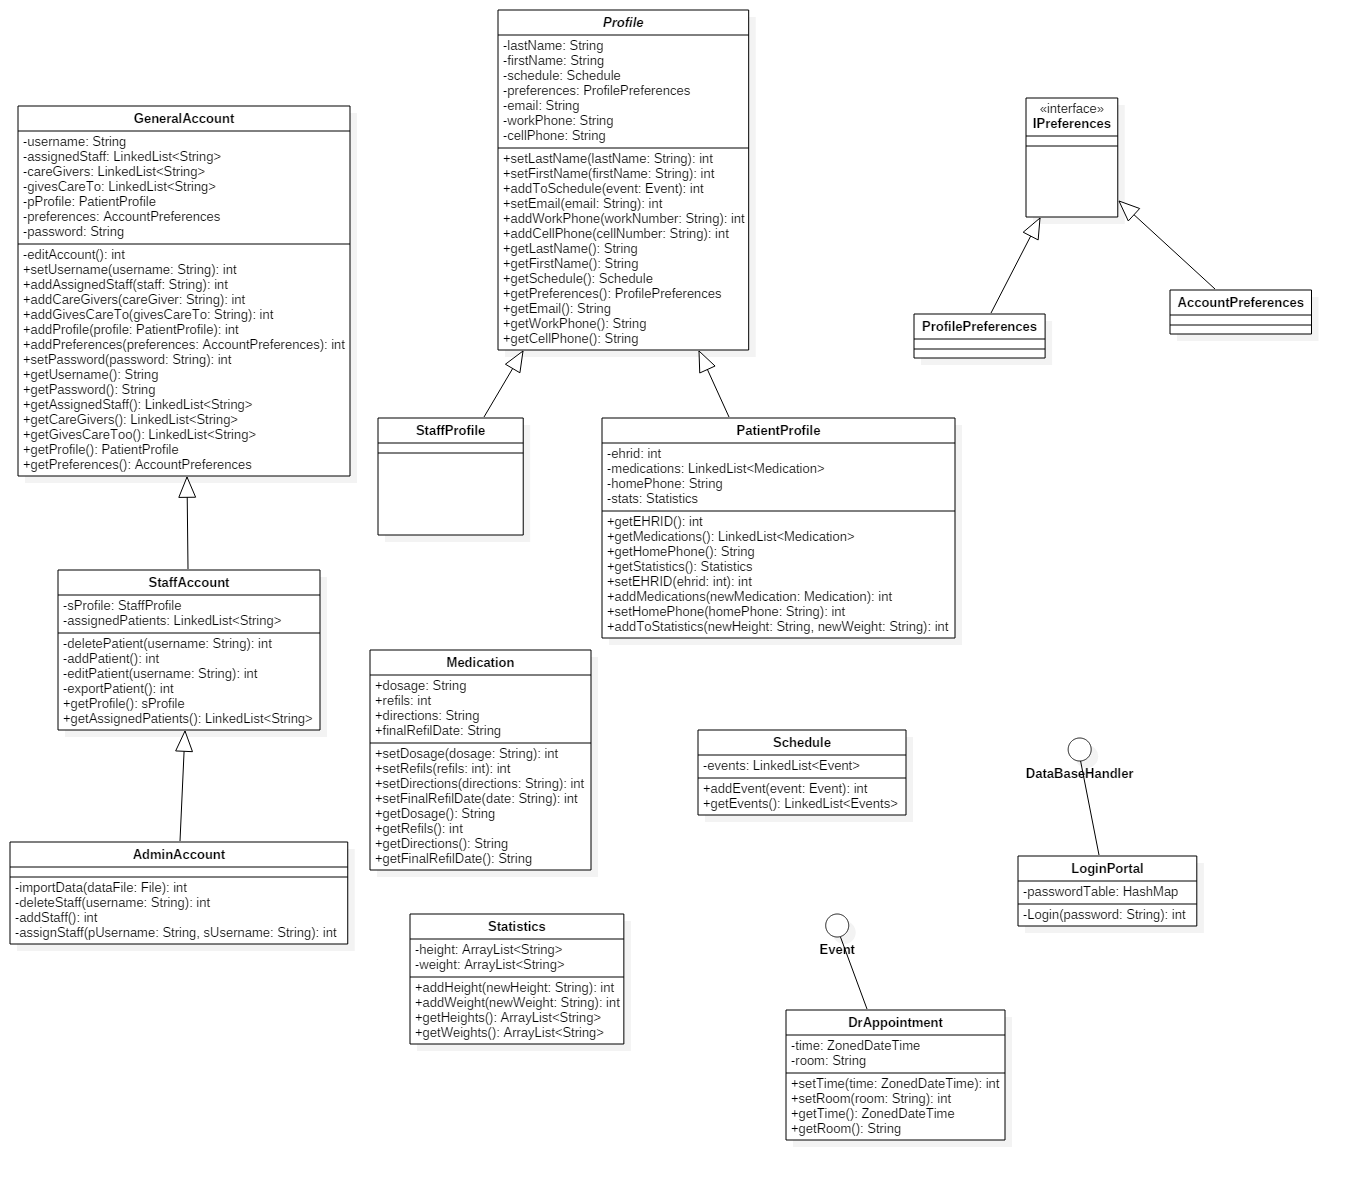 Profile
-lastName: String
-firstName: String
-schedule: Schedule
-preferences: ProfilePreferences
-email: String
-workPhone: String
-cellPhone: String
+setLastName(lastName: String): int
+setFirstName(firstName: String): int
+addToSchedule(event: Event): int
+setEmail(email: String): int
+addWorkPhone(workNumber: String): int
+addCellPhone(cellNumber: String): int
+getLastName(): String
+getFirstName(): String
+getSchedule(): Schedule
+getPreferences(): ProfilePreferences
+getEmail(): String
+getWorkPhone(): String
+getCellPhone(): String
«interface»
IPreferences
GeneralAccount
-username: String
-assignedStaff: LinkedList<String>
-careGivers: LinkedList<String>
-givesCareTo: LinkedList<String>
-pProfile: PatientProfile
-preferences: AccountPreferences
-password: String
-editAccount(): int
+setUsername(username: String): int
+addAssignedStaff(staff: String): int
+addCareGivers(careGiver: String): int
+addGivesCareTo(givesCareTo: String): int
+addProfile(profile: PatientProfile): int
+addPreferences(preferences: AccountPreferences): int
+setPassword(password: String): int
+getUsername(): String
+getPassword(): String
+getAssignedStaff(): LinkedList<String>
+getCareGivers(): LinkedList<String>
+getGivesCareToo(): LinkedList<String>
+getProfile(): PatientProfile
+getPreferences(): AccountPreferences
AccountPreferences
ProfilePreferences
StaffProfile
PatientProfile
-ehrid: int
-medications: LinkedList<Medication>
-homePhone: String
-stats: Statistics
+getEHRID(): int
+getMedications(): LinkedList<Medication>
+getHomePhone(): String
+getStatistics(): Statistics
+setEHRID(ehrid: int): int
+addMedications(newMedication: Medication): int
+setHomePhone(homePhone: String): int
+addToStatistics(newHeight: String, newWeight: String): int
StaffAccount
-sProfile: StaffProfile
-assignedPatients: LinkedList<String>
-deletePatient(username: String): int
-addPatient(): int
-editPatient(username: String): int
-exportPatient(): int
+getProfile(): sProfile
+getAssignedPatients(): LinkedList<String>
Medication
+dosage: String
+refils: int
+directions: String
+finalRefilDate: String
+setDosage(dosage: String): int
+setRefils(refils: int): int
+setDirections(directions: String): int
+setFinalRefilDate(date: String): int
+getDosage(): String
+getRefils(): int
+getDirections(): String
+getFinalRefilDate(): String
Schedule
-events: LinkedList<Event>
+addEvent(event: Event): int
+getEvents(): LinkedList<Events>
DataBaseHandler
AdminAccount
-importData(dataFile: File): int
-deleteStaff(username: String): int
-addStaff(): int
-assignStaff(pUsername: String, sUsername: String): int
LoginPortal
-passwordTable: HashMap
-Login(password: String): int
Statistics
-height: ArrayList<String>
-weight: ArrayList<String>
+addHeight(newHeight: String): int
+addWeight(newWeight: String): int
+getHeights(): ArrayList<String>
+getWeights(): ArrayList<String>
Event
DrAppointment
-time: ZonedDateTime
-room: String
+setTime(time: ZonedDateTime): int
+setRoom(room: String): int
+getTime(): ZonedDateTime
+getRoom(): String